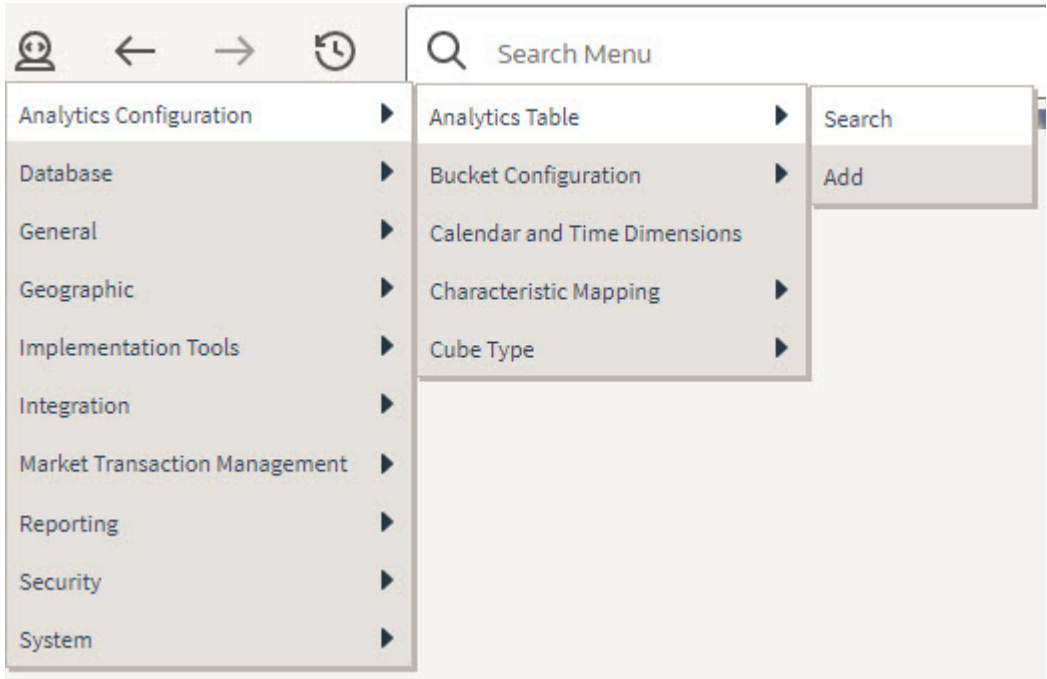 Search Menu
Analytics Configuration
Database
General
Geographic
Implementation Tools
Integration
Market Transaction Management
Reporting
Security
System
Analytics Table
Bucket Configuration
Calendar and Time Dimensions
Characteristic Mapping
Cube Type
Search
Add